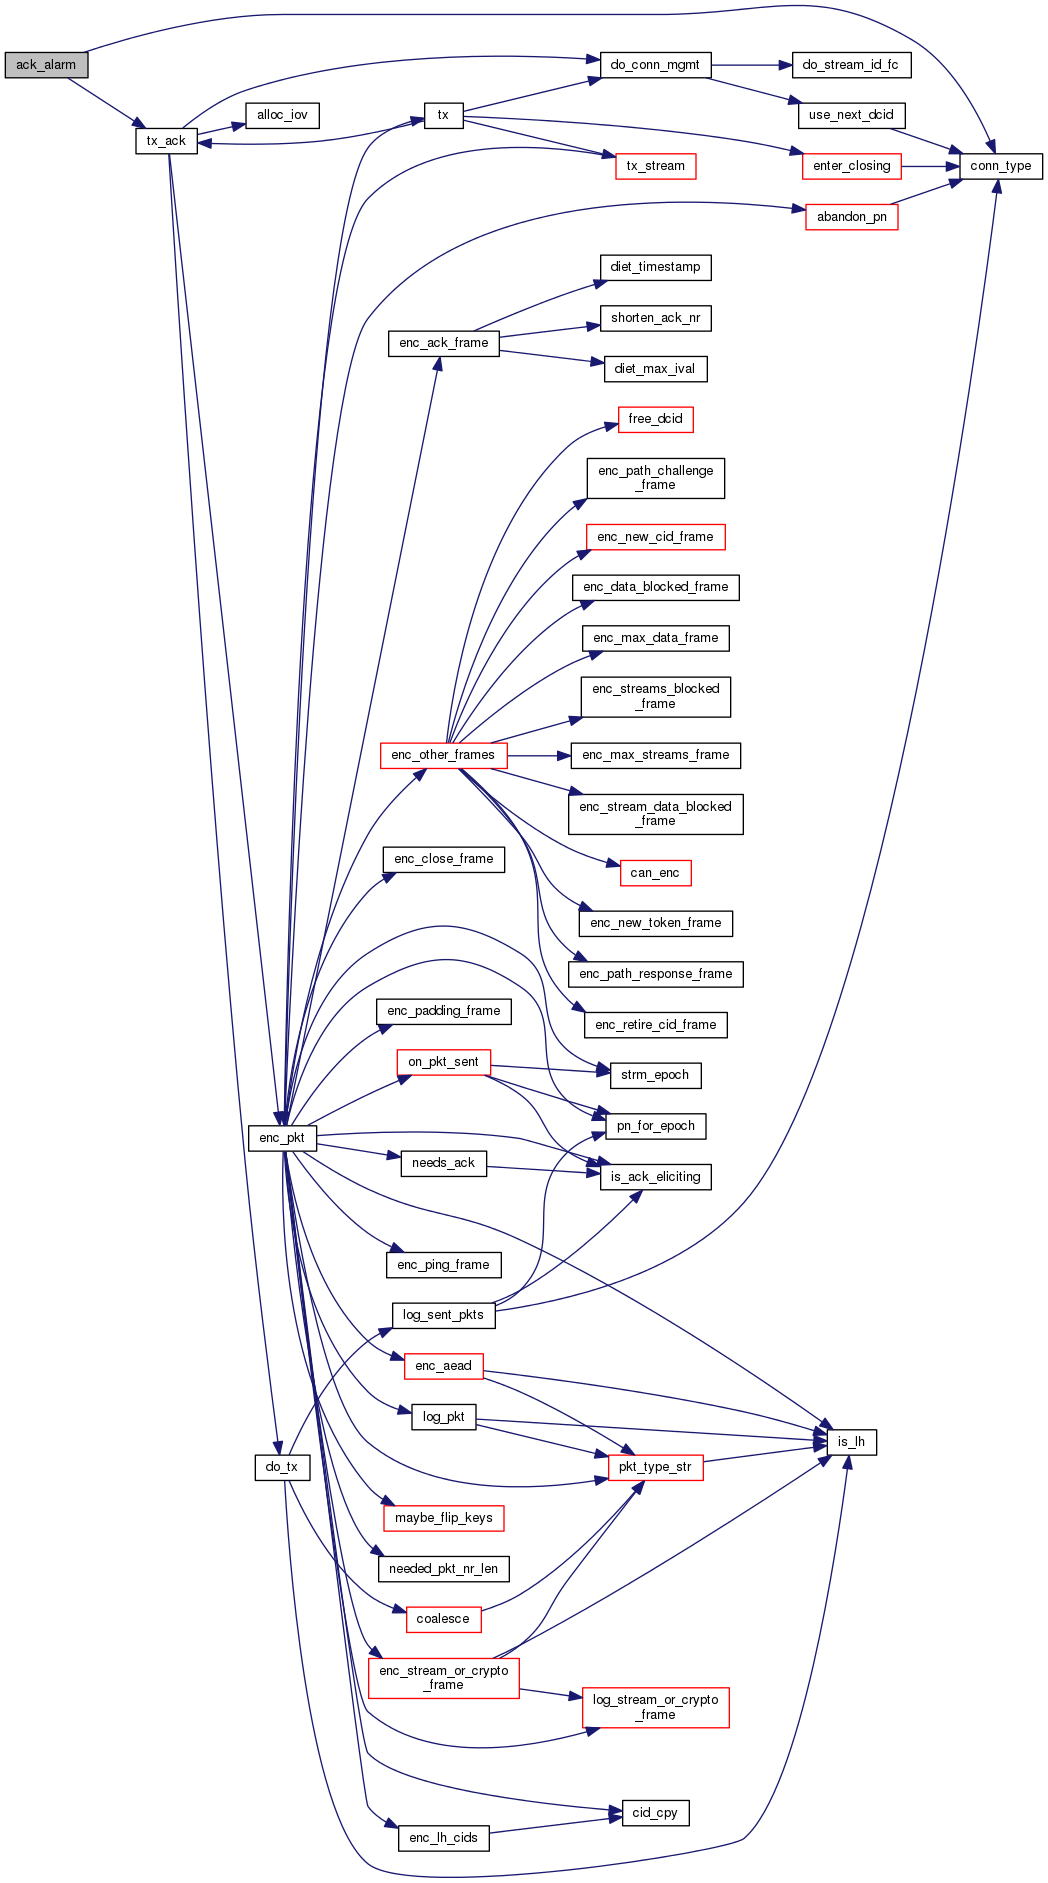 ack_alarm
do_conn_mgmt
do_stream_id_fc
alloc_iov
tx
use_next_dcid
tx_ack
tx_stream
enter_closing
conn_type
abandon_pn
diet_timestamp
shorten_ack_nr
enc_ack_frame
diet_max_ival
free_dcid
enc_path_challenge
_frame
enc_new_cid_frame
enc_data_blocked_frame
enc_max_data_frame
enc_streams_blocked
_frame
enc_other_frames
enc_max_streams_frame
enc_stream_data_blocked
_frame
enc_close_frame
can_enc
enc_new_token_frame
enc_path_response_frame
enc_padding_frame
enc_retire_cid_frame
on_pkt_sent
strm_epoch
enc_pkt
pn_for_epoch
needs_ack
is_ack_eliciting
enc_ping_frame
log_sent_pkts
enc_aead
log_pkt
is_lh
do_tx
pkt_type_str
maybe_flip_keys
needed_pkt_nr_len
coalesce
enc_stream_or_crypto
_frame
log_stream_or_crypto
_frame
cid_cpy
enc_lh_cids